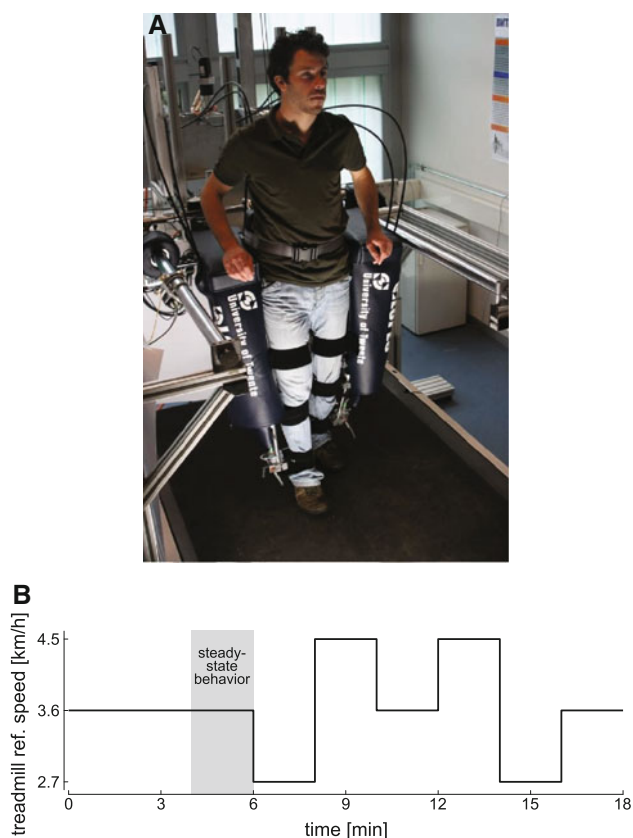 A
University of Twente
University of Twente
B
treadmill ref. speed [km/h]
4.5
3.6
2.7
steady-
state
behavior
0
3
6
9
12
15
18
time [min]